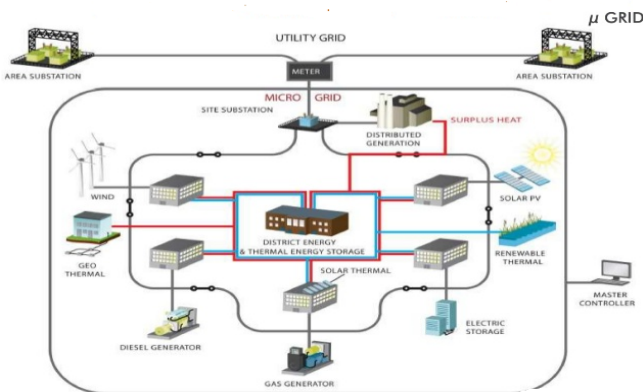 μ GRID
UTILITY GRID
AREA SUBSTATION
METER
AREA SUBSTATION
MICRO GRID
SITE SUBSTATION
DISTRIBUTED
GENERATION
SURPLUS HEAT
WIND
SOLAR PV
DISTRICT ENERGY
& THERMAL ENERGY STORAGE
GEO
THERMAL
RENEWABLE
THERMAL
SOLAR THERMAL
MASTER
CONTROLLER
DIESEL GENERATOR
ELECTRIC
STORAGE
GAS GENERATOR